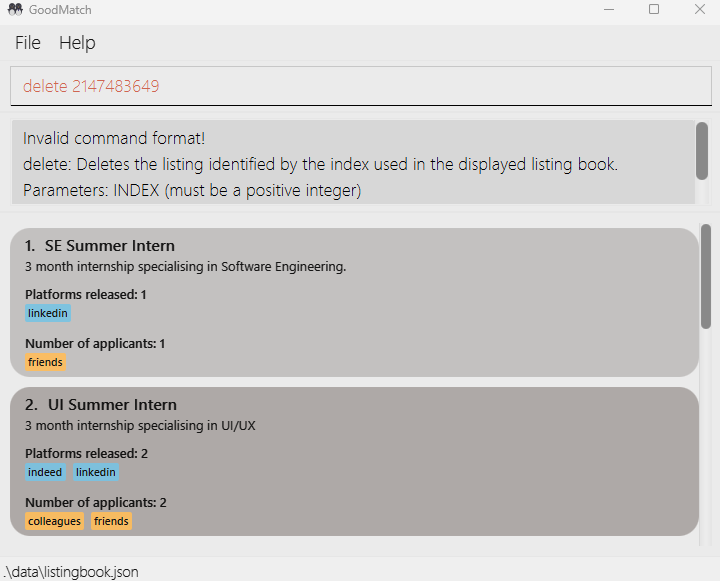 GoodMatch
File Help
delete 2147483649
Invalid command format!
delete: Deletes the listing identified by the index used in the displayed listing book.
Parameters: INDEX (must be a positive integer)
1. SE Summer Intern
3 month internship specialising in Software Engineering.
Platforms released: 1
linkedin
Number of applicants: 1
friends
2. UI Summer Intern
3 month internship specialising in UI/UX
Platforms released: 2
indeed linkedin
Number of applicants: 2
colleagues friends
.\data\listingbook.json